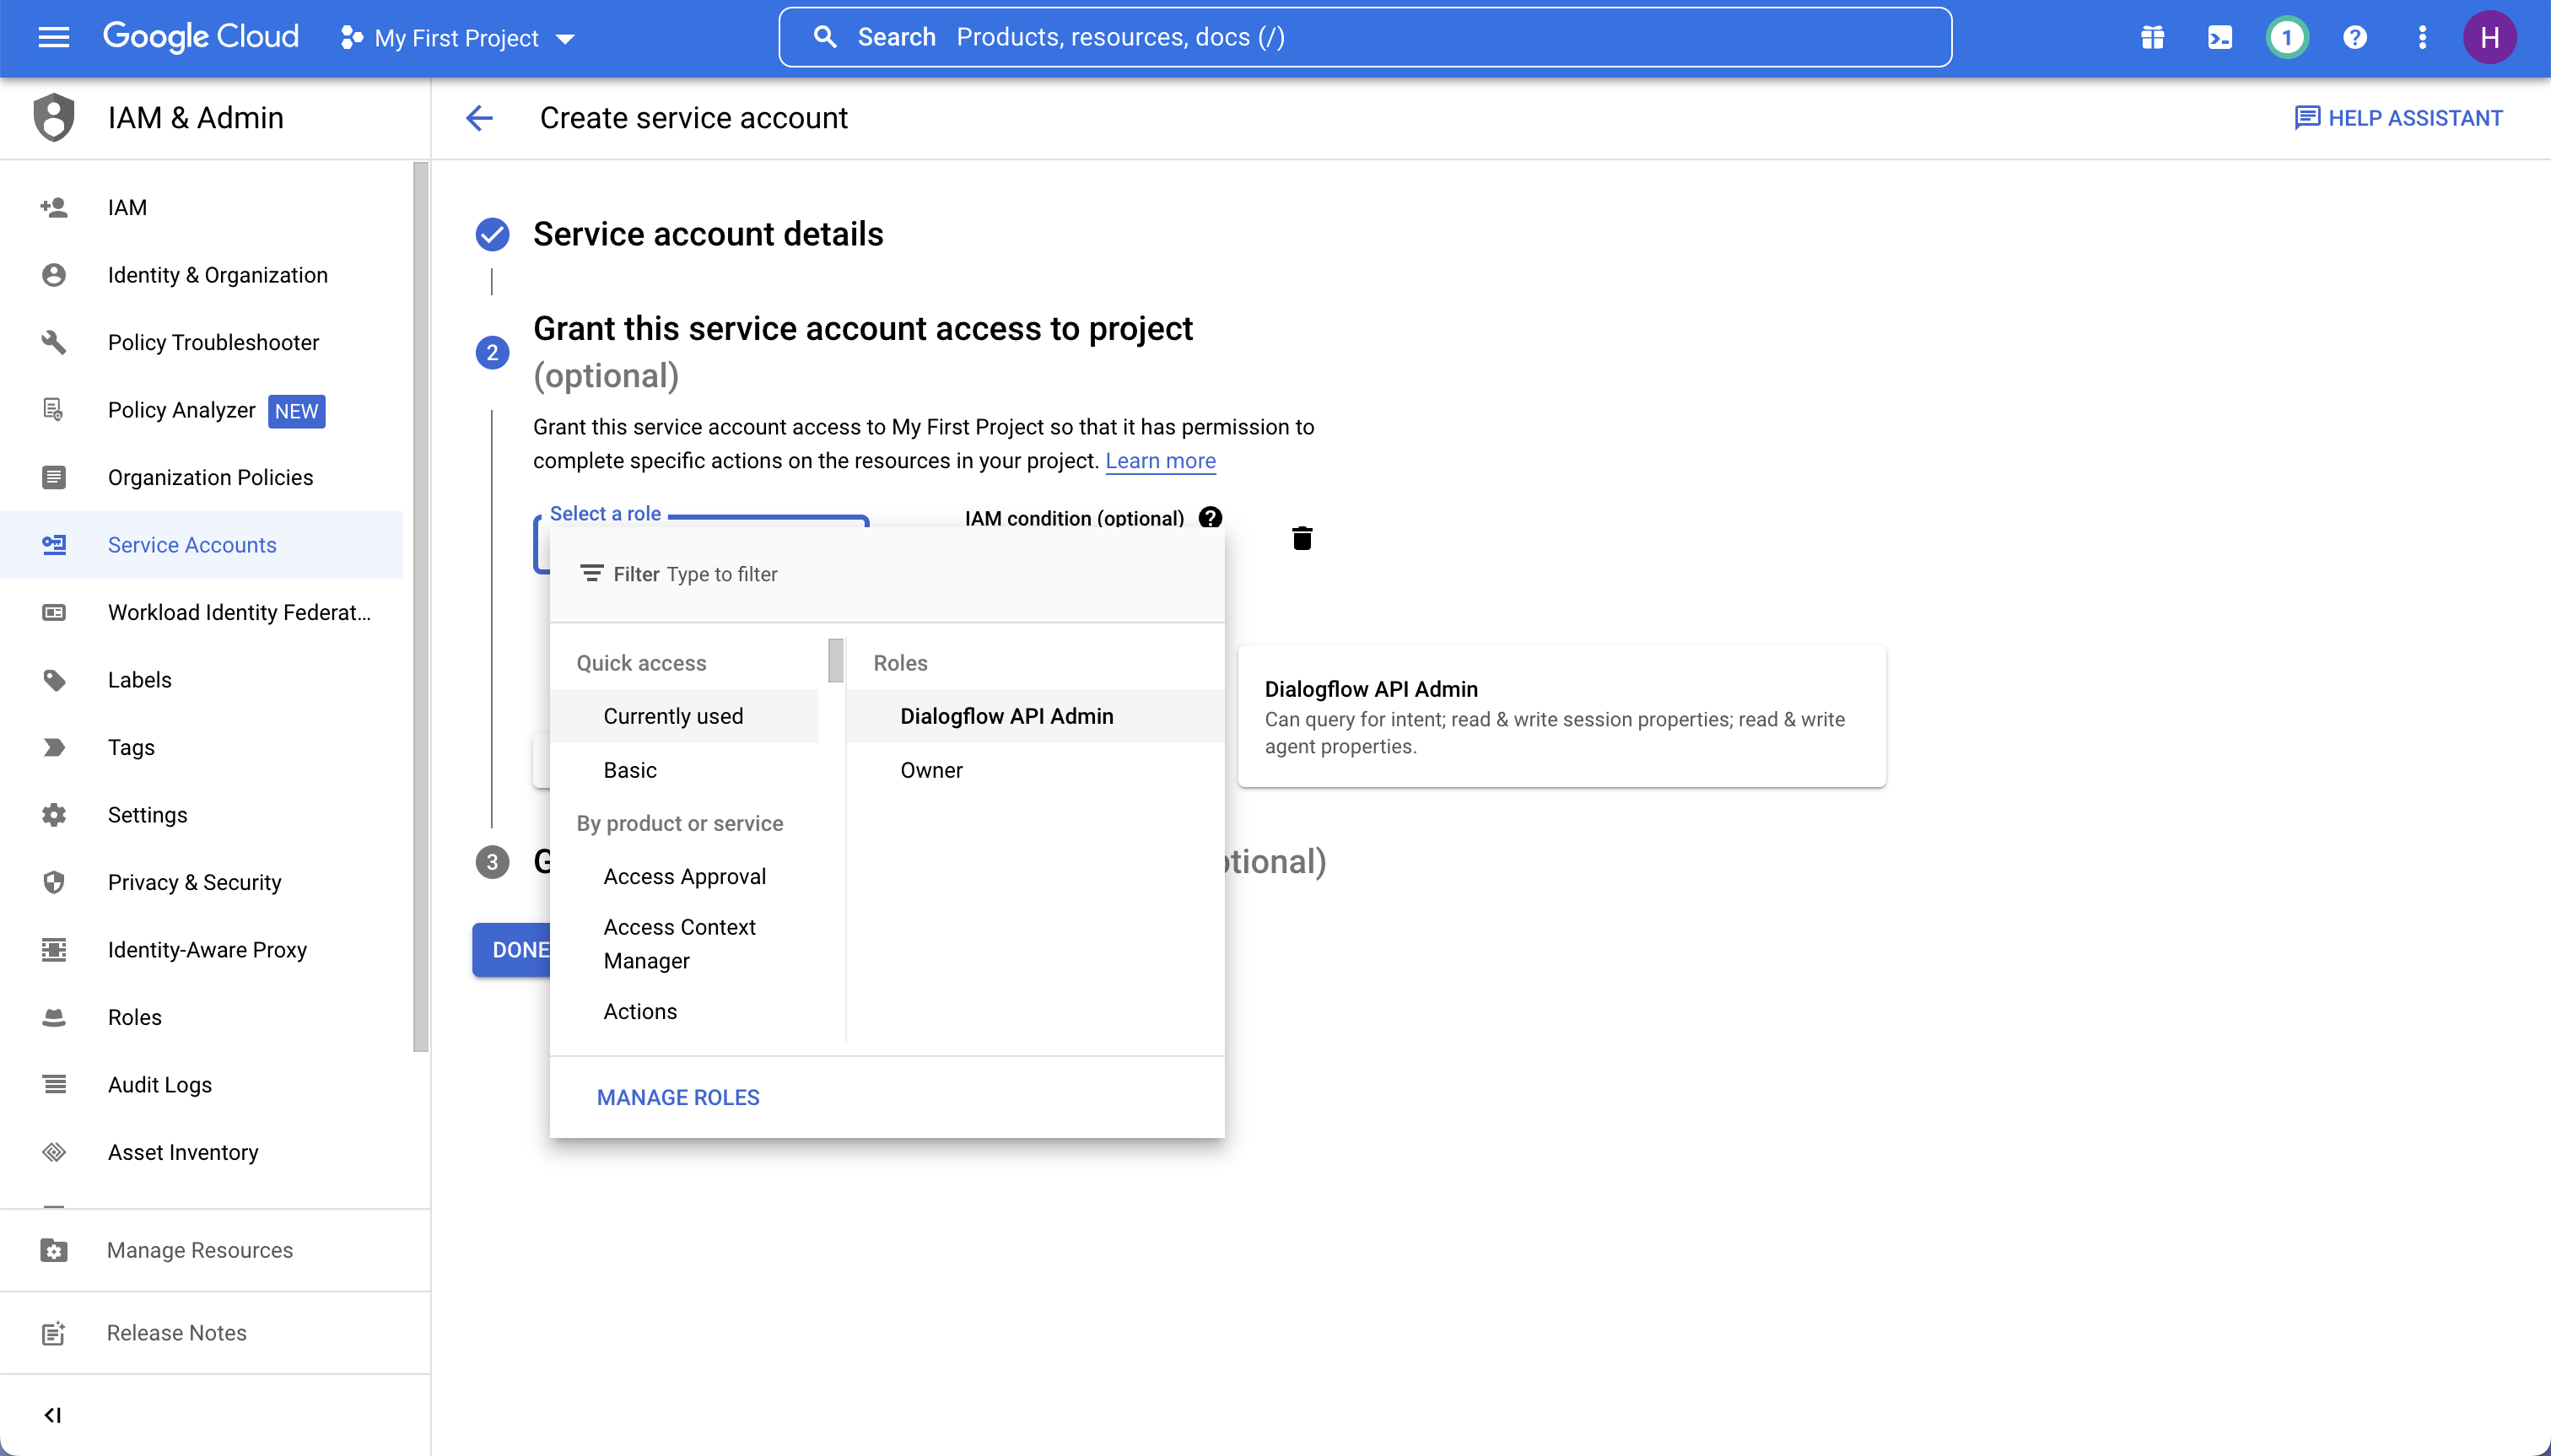 Google Cloud
My First Project
Search Products, resources, docs (/)
1
H
IAM & Admin
Create service account
HELP ASSISTANT
IAM
Identity & Organization
Policy Troubleshooter
Policy Analyzer NEW
Organization Policies
Service Accounts
Workload Identity Federat...
Labels
Tags
Settings
Privacy & Security
Identity-Aware Proxy
Roles
Audit Logs
Asset Inventory
Manage Resources
Release Notes
Service account details
2
Grant this service account access to project
(optional)
Grant this service account access to My First Project so that it has permission to
complete specific actions on the resources in your project. Learn more
Select a role
IAM condition (optional)
Filter Type to filter
Quick access
Currently used
Basic
By product or service
Access Approval
Access Context
Manager
Actions
Roles
Dialogflow API Admin
Owner
MANAGE ROLES
Dialogflow API Admin
Can query for intent; read & write session properties; read & write
agent properties.
3
DONE